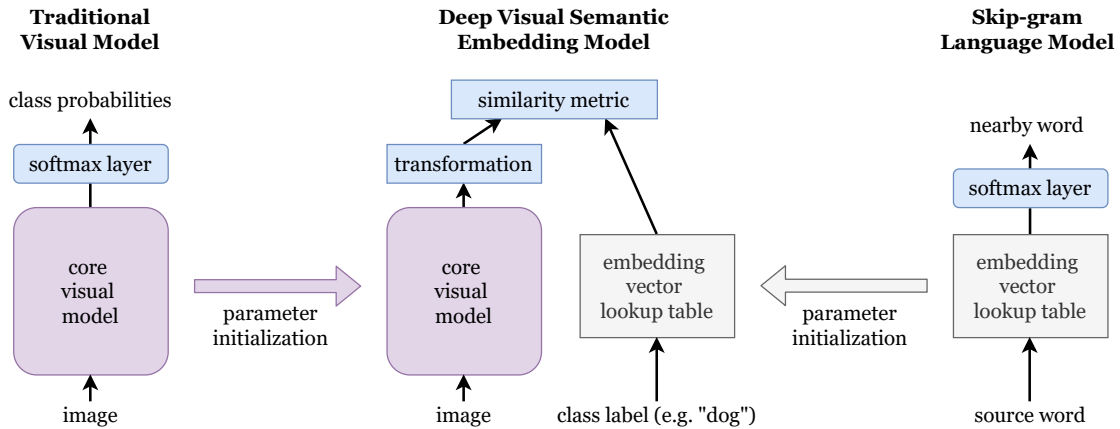 Traditional
Visual Model
class probabilities
softmax layer
core
visual
model
image
parameter
initialization
Deep Visual Semantic
Embedding Model
similarity metric
transformation
core
visual
model
image
embedding
vector
lookup table
class label (e.g. "dog")
parameter
initialization
Skip-gram
Language Model
nearby word
softmax layer
embedding
vector
lookup table
source word